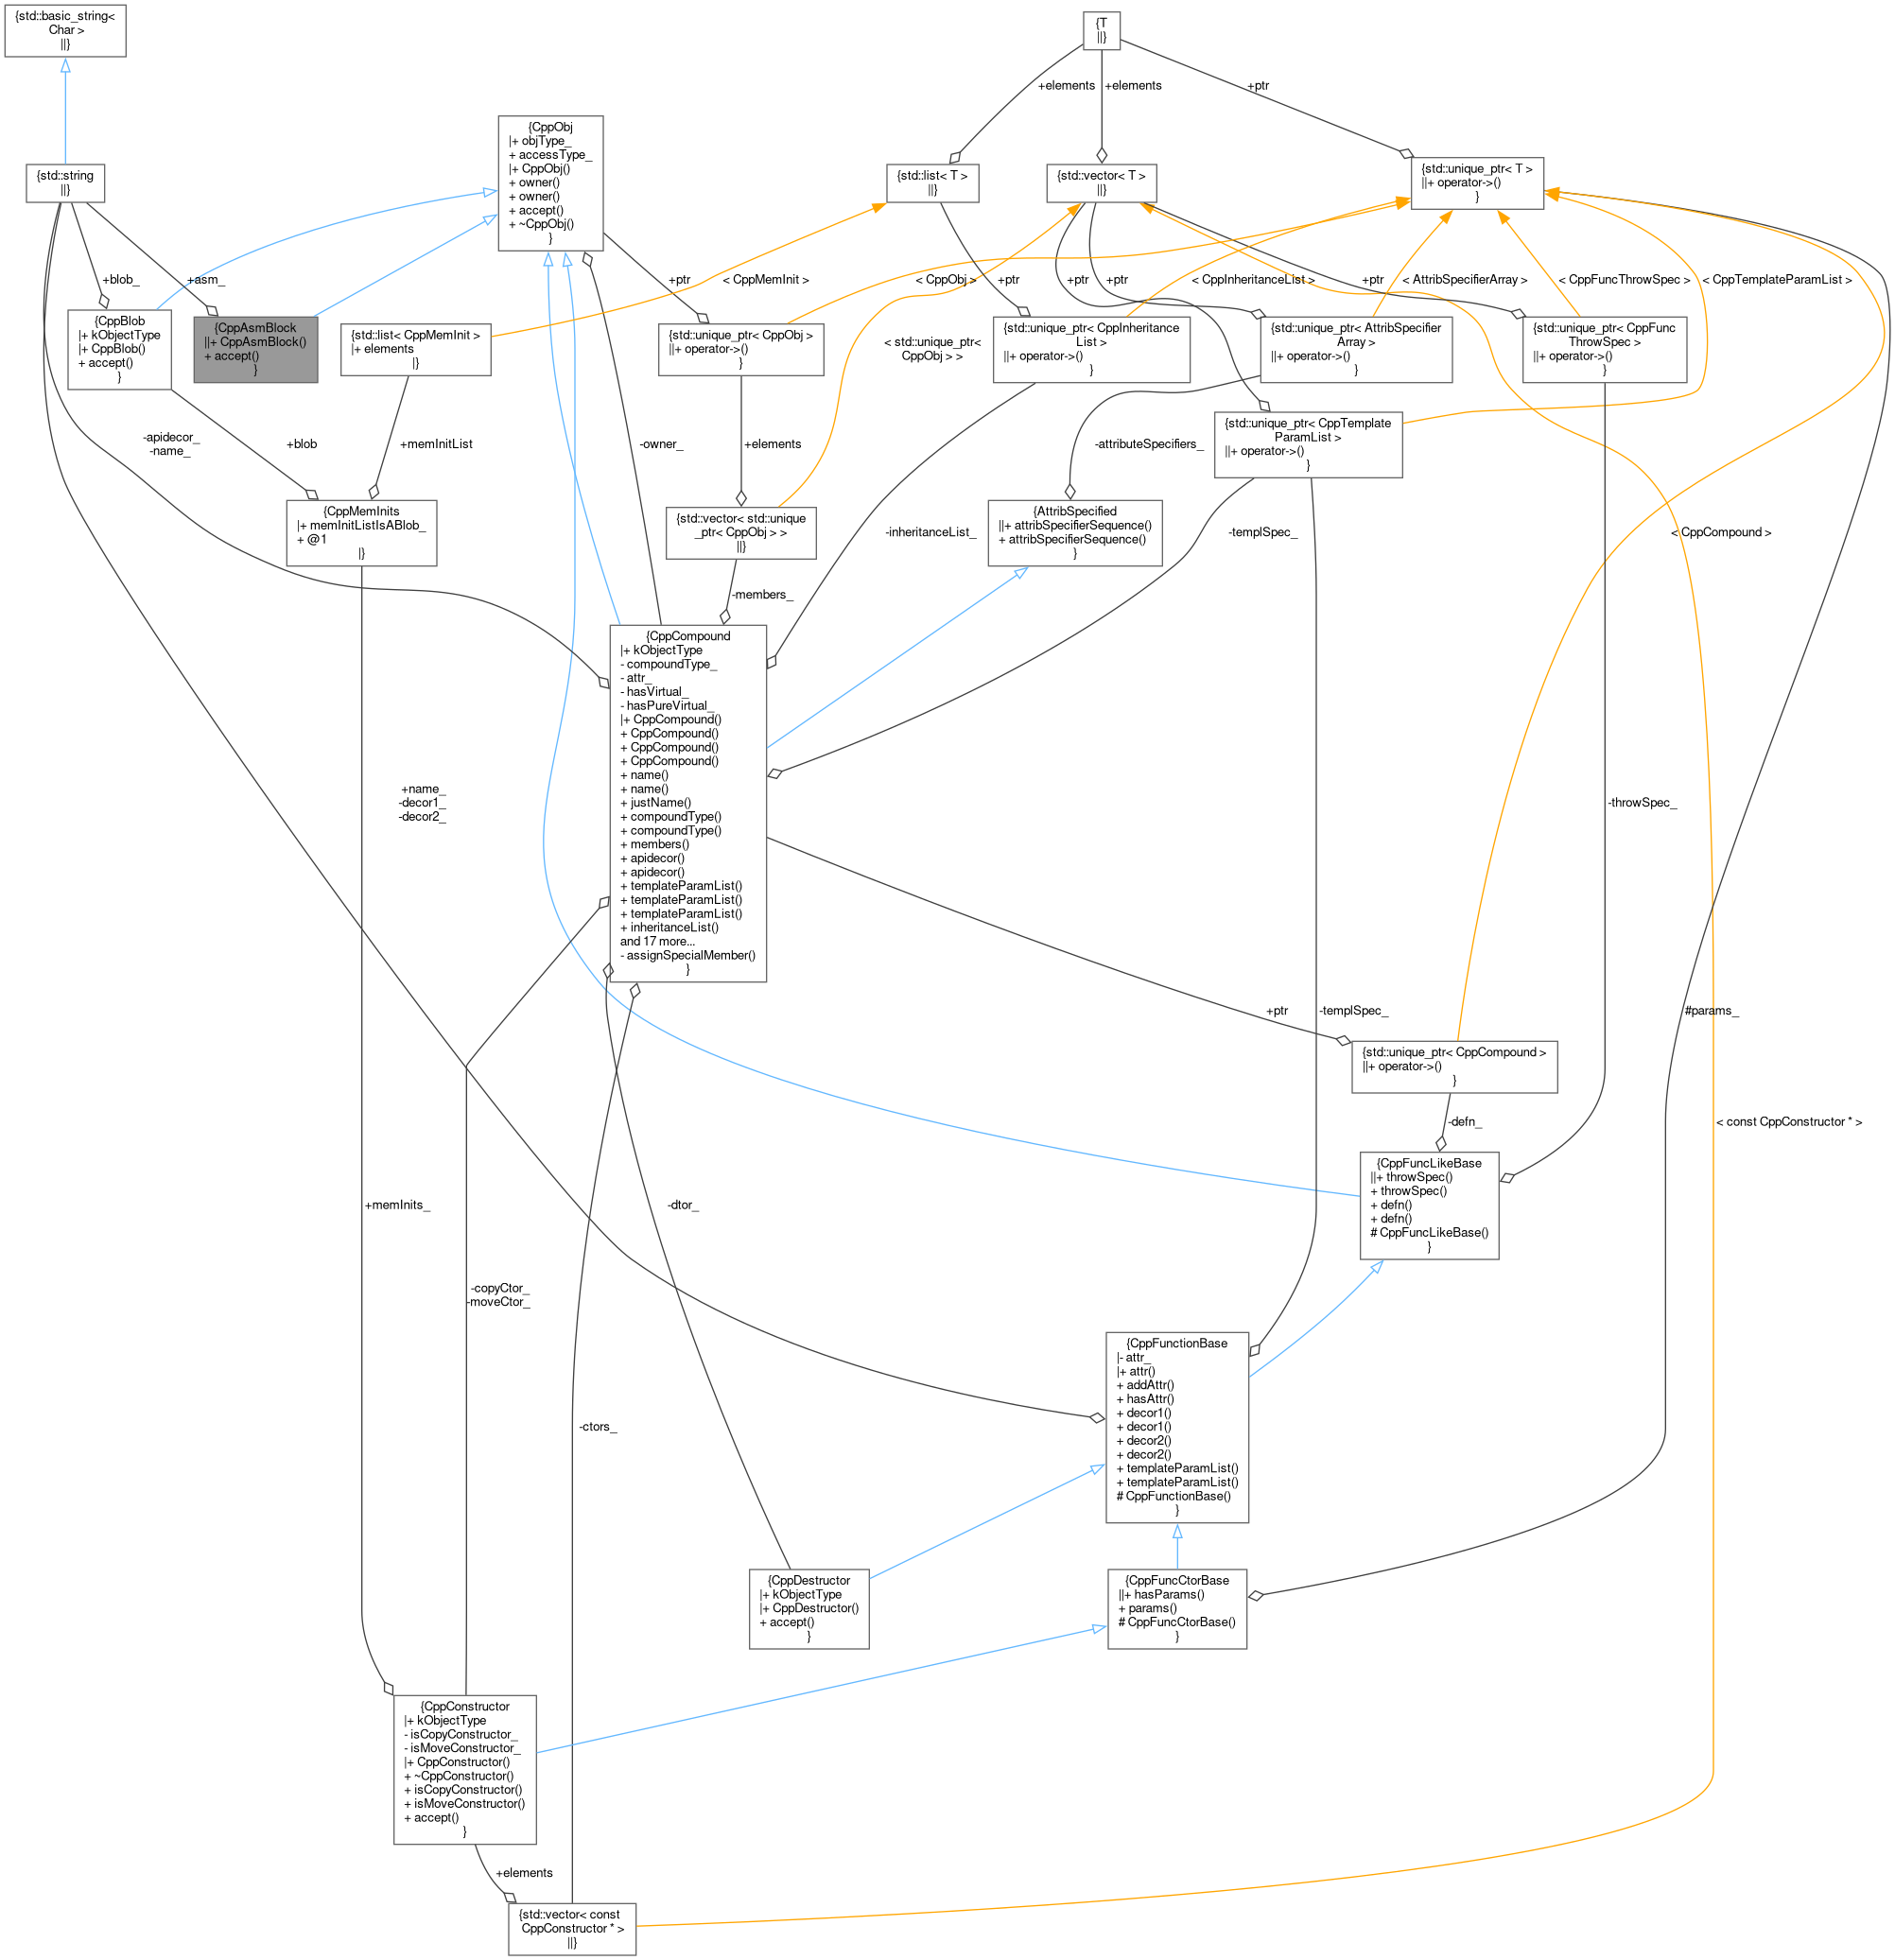 {std::basic_string<
Char >
||}
{T
||}
+elements
+elements
+ptr
{CppObj
|+ objType_
+ accessType_
|+ CppObj()
+ owner()
+ owner()
+ accept()
+ ~CppObj()
}
{std::string
||}
{std::list< T >
||}
{std::vector< T >
||}
{std::unique_ptr< T >
||+ operator->()
}
+blob_
+asm_
+ptr
< CppMemInit >
< CppObj >
+ptr
+ptr
+ptr
< CppInheritanceList >
+ptr
< AttribSpecifierArray >
< CppFuncThrowSpec >
< CppTemplateParamList >
{CppBlob
|+ kObjectType
|+ CppBlob()
+ accept()
}
{CppAsmBlock
||+ CppAsmBlock()
+ accept()
}
{std::list< CppMemInit >
|+ elements
|}
{std::unique_ptr< CppObj >
||+ operator->()
}
< std::unique_ptr<
CppObj > >
{std::unique_ptr< CppInheritance
List >
||+ operator->()
}
{std::unique_ptr< AttribSpecifier
Array >
||+ operator->()
}
{std::unique_ptr< CppFunc
ThrowSpec >
||+ operator->()
}
-apidecor_
-name_
+blob
+memInitList
-owner_
+elements
-attributeSpecifiers_
{std::unique_ptr< CppTemplate
ParamList >
||+ operator->()
}
{CppMemInits
|+ memInitListIsABlob_
+ @1
|}
{std::vector< std::unique
_ptr< CppObj > >
||}
-inheritanceList_
{AttribSpecified
||+ attribSpecifierSequence()
+ attribSpecifierSequence()
}
-templSpec_
< CppCompound >
-members_
{CppCompound
|+ kObjectType
- compoundType_
- attr_
- hasVirtual_
- hasPureVirtual_
|+ CppCompound()
+ CppCompound()
+ CppCompound()
+ CppCompound()
+ name()
+ name()
+ justName()
+ compoundType()
+ compoundType()
+ members()
+ apidecor()
+ apidecor()
+ templateParamList()
+ templateParamList()
+ templateParamList()
+ inheritanceList()
and 17 more...
- assignSpecialMember()
}
+name_
-decor1_
-decor2_
-throwSpec_
+ptr
-templSpec_
#params_
{std::unique_ptr< CppCompound >
||+ operator->()
}
-defn_
< const CppConstructor * >
{CppFuncLikeBase
||+ throwSpec()
+ throwSpec()
+ defn()
+ defn()
# CppFuncLikeBase()
}
+memInits_
-dtor_
-copyCtor_
-moveCtor_
{CppFunctionBase
|- attr_
|+ attr()
+ addAttr()
+ hasAttr()
+ decor1()
+ decor1()
+ decor2()
+ decor2()
+ templateParamList()
+ templateParamList()
# CppFunctionBase()
}
-ctors_
{CppDestructor
|+ kObjectType
|+ CppDestructor()
+ accept()
}
{CppFuncCtorBase
||+ hasParams()
+ params()
# CppFuncCtorBase()
}
{CppConstructor
|+ kObjectType
- isCopyConstructor_
- isMoveConstructor_
|+ CppConstructor()
+ ~CppConstructor()
+ isCopyConstructor()
+ isMoveConstructor()
+ accept()
}
+elements
{std::vector< const
CppConstructor * >
||}